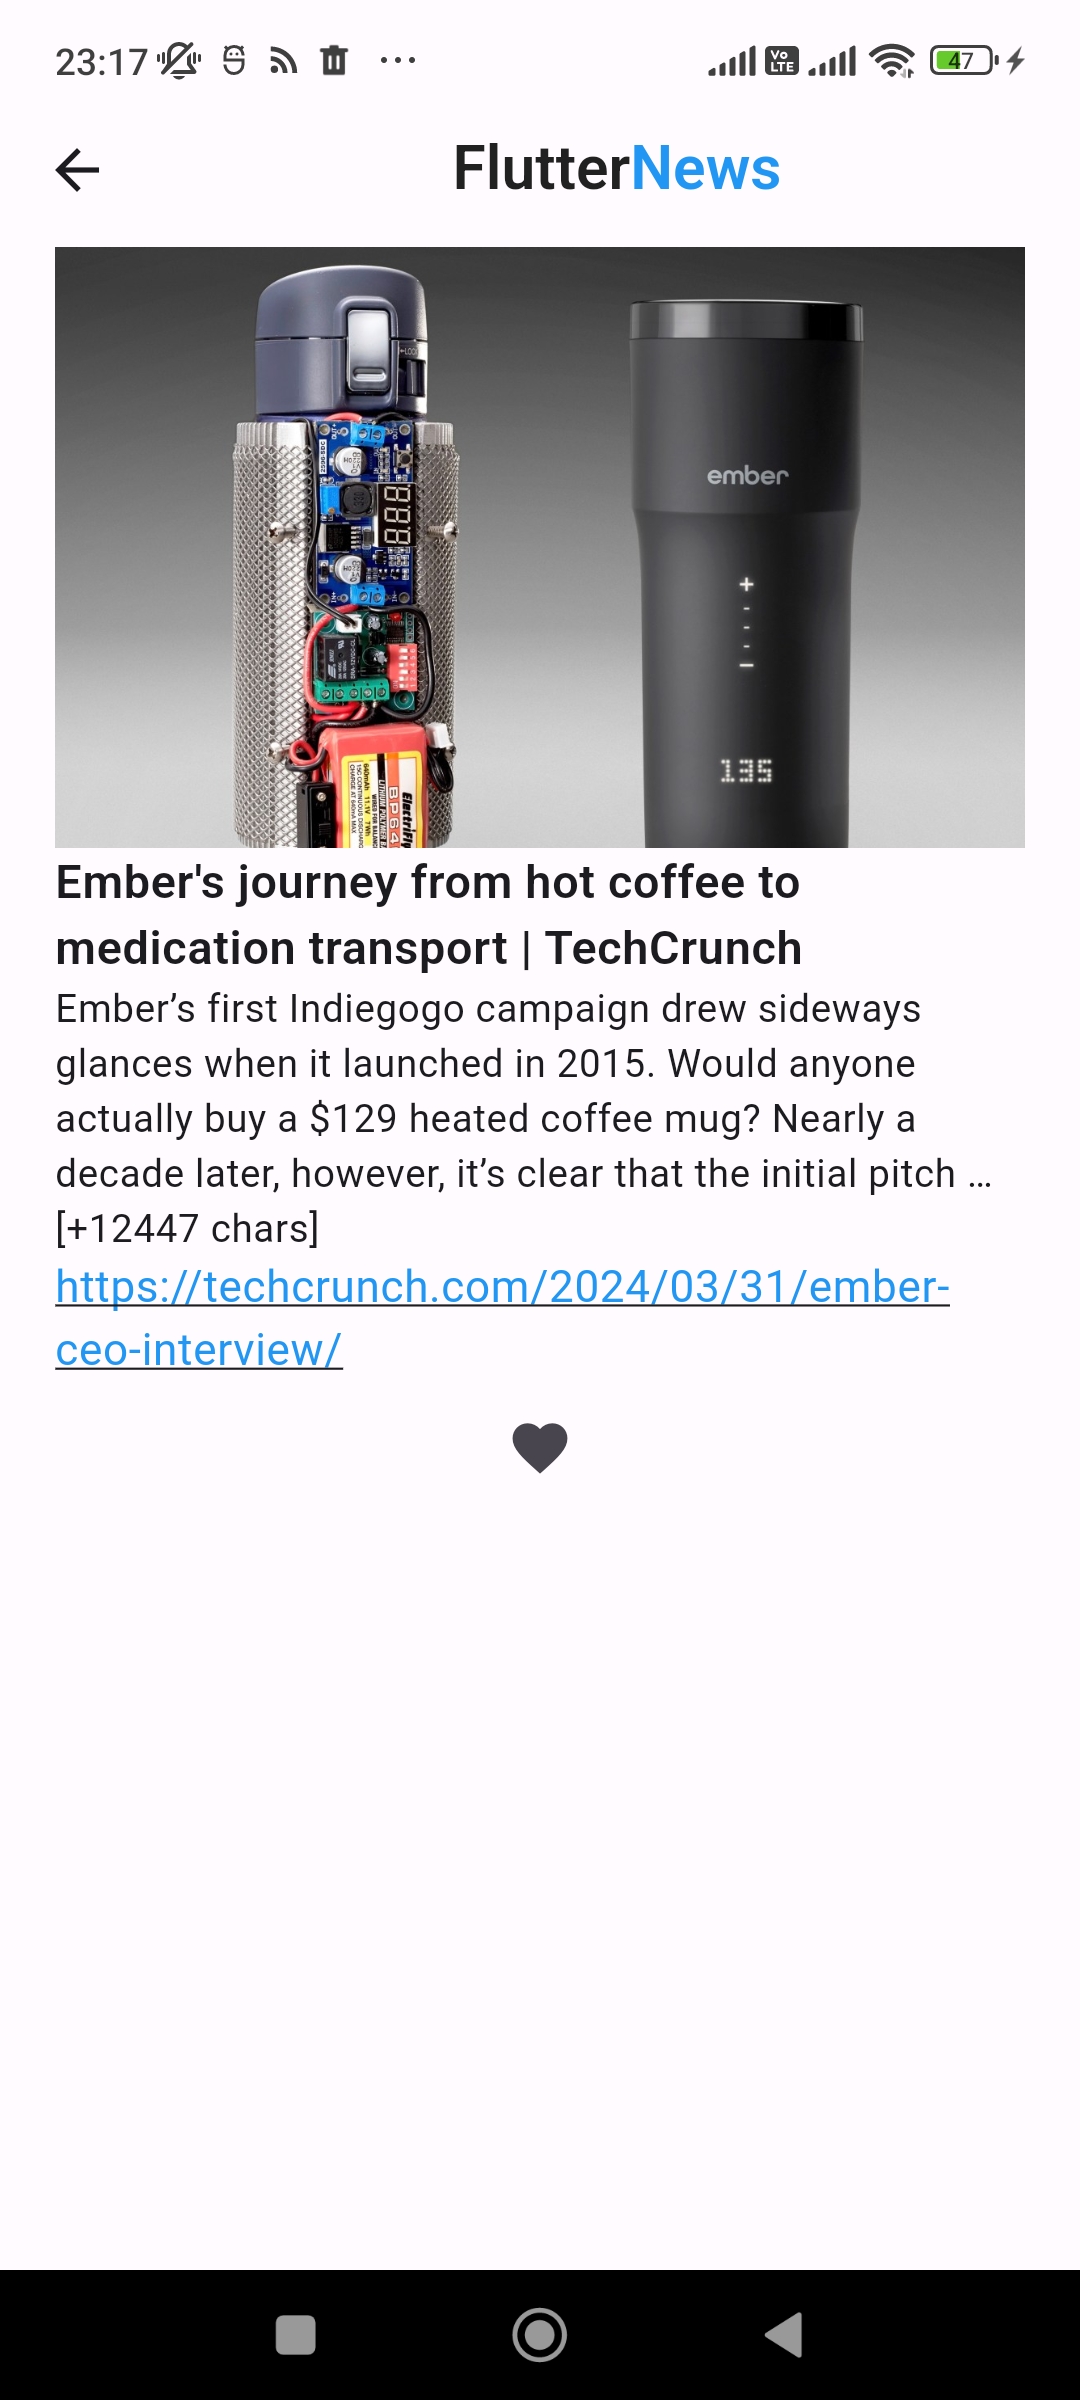 23:17
Vo
LTE
47
FlutterNews
ember
135
Ember's journey from hot coffee to
medication transport | TechCrunch
Ember’s first Indiegogo campaign drew sideways
glances when it launched in 2015. Would anyone
actually buy a $129 heated coffee mug? Nearly a
decade later, however, it’s clear that the initial pitch …
[+12447 chars]
https://techcrunch.com/2024/03/31/ember-
ceo-interview/